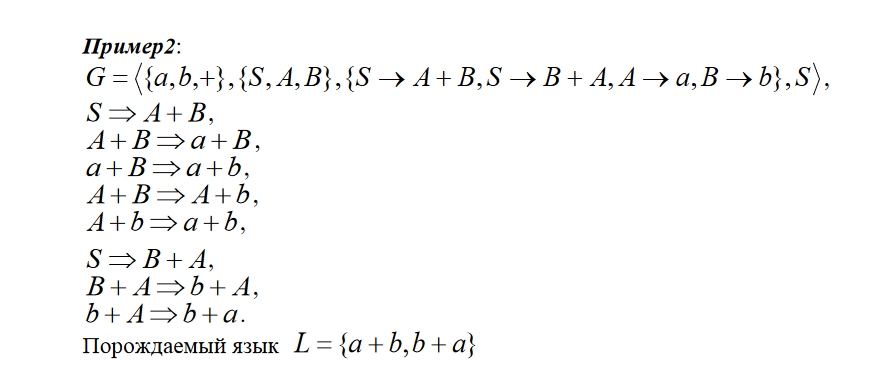 Пример2:
G = ⟨{a,b,+},{S,A,B},{S → A + B,S → B + A,A → a,B → b},S⟩,
S ⇒ A + B,
A + B ⇒ a + B,
a + B ⇒ a + b,
A + B ⇒ A + b,
A + b ⇒ a + b,
S ⇒ B + A,
B + A ⇒ b + A,
b + A ⇒ b + a.
Порождаемый язык L = {a + b,b + a}